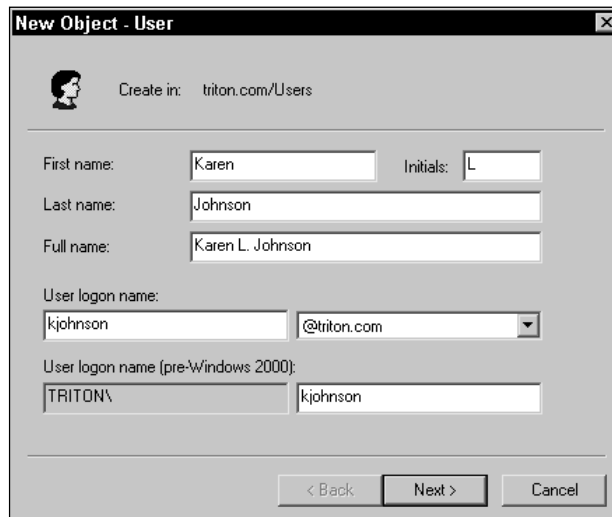 New Object - User
Create in: triton.com/Users
First name: Karen Initials: L
Last name: Johnson
Full name: Karen L. Johnson
User logon name:
kjohnson @triton.com
User logon name (pre-Windows 2000):
TRITON\ kjohnson
< Back Next > Cancel